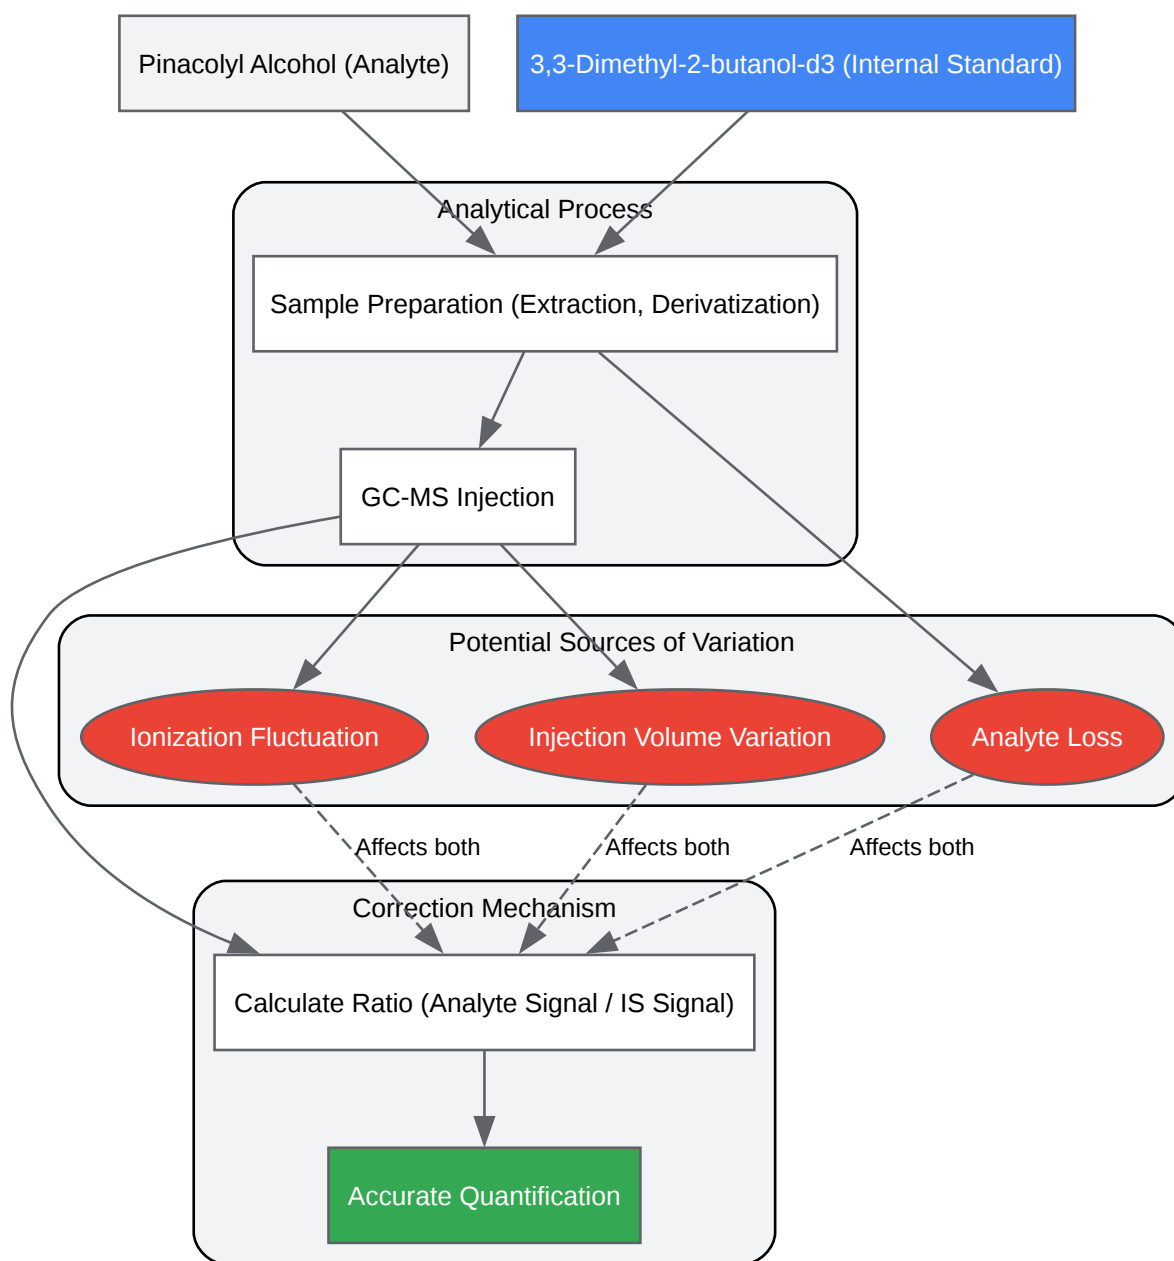 Pinacolyl Alcohol (Analyte)
3,3-Dimethyl-2-butanol-d3 (Internal Standard)
Analytical Process
Sample Preparation (Extraction, Derivatization)
GC-MS Injection
Potential Sources of Variation
Ionization Fluctuation
Injection Volume Variation
Analyte Loss
Affects both
Affects both
Affects both
Correction Mechanism
Calculate Ratio (Analyte Signal / IS Signal)
Accurate Quantification